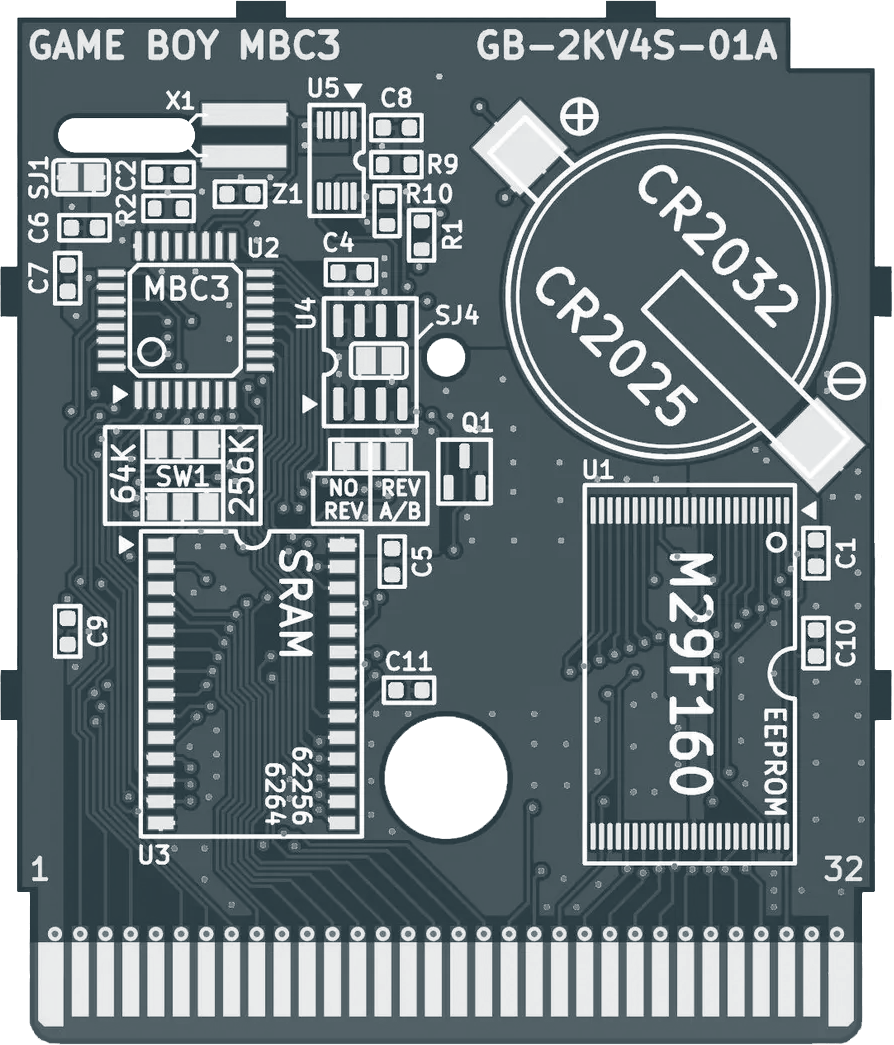 GAME BOY MBC3
GB-2KV4S-01A
U5
X1
C8
SJ1
C2
R9
R2
Z1
R10
C6
R1
U2
C4
C7
MBC3
U4
SJ4
CR2032
CR2025
Q1
64K
SW1
256K
NO
REV
REV
A/B
U1
SRAM
C5
C1
M29F160
C9
C10
C11
EEPROM
62256
6264
U3
1
32